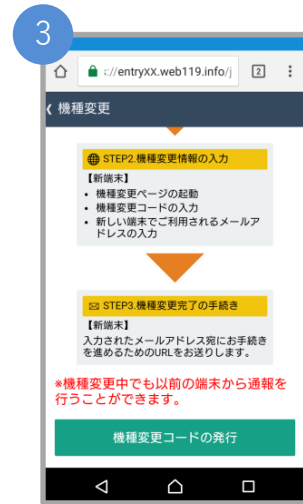 3
://entryXX.web119.info/j
2
機種変更
STEP2.機種変更情報の入力
【新端末】
• 機種変更ページの起動
• 機種変更コードの入力
• 新しい端末でご利用されるメールア
ドレスの入力
STEP3.機種変更完了の手続き
【新端末】
入力されたメールアドレス宛にお手続き
を進めるためのURLをお送りします。
*機種変更中でも以前の端末から通報を
行うことができます。
機種変更コードの発行